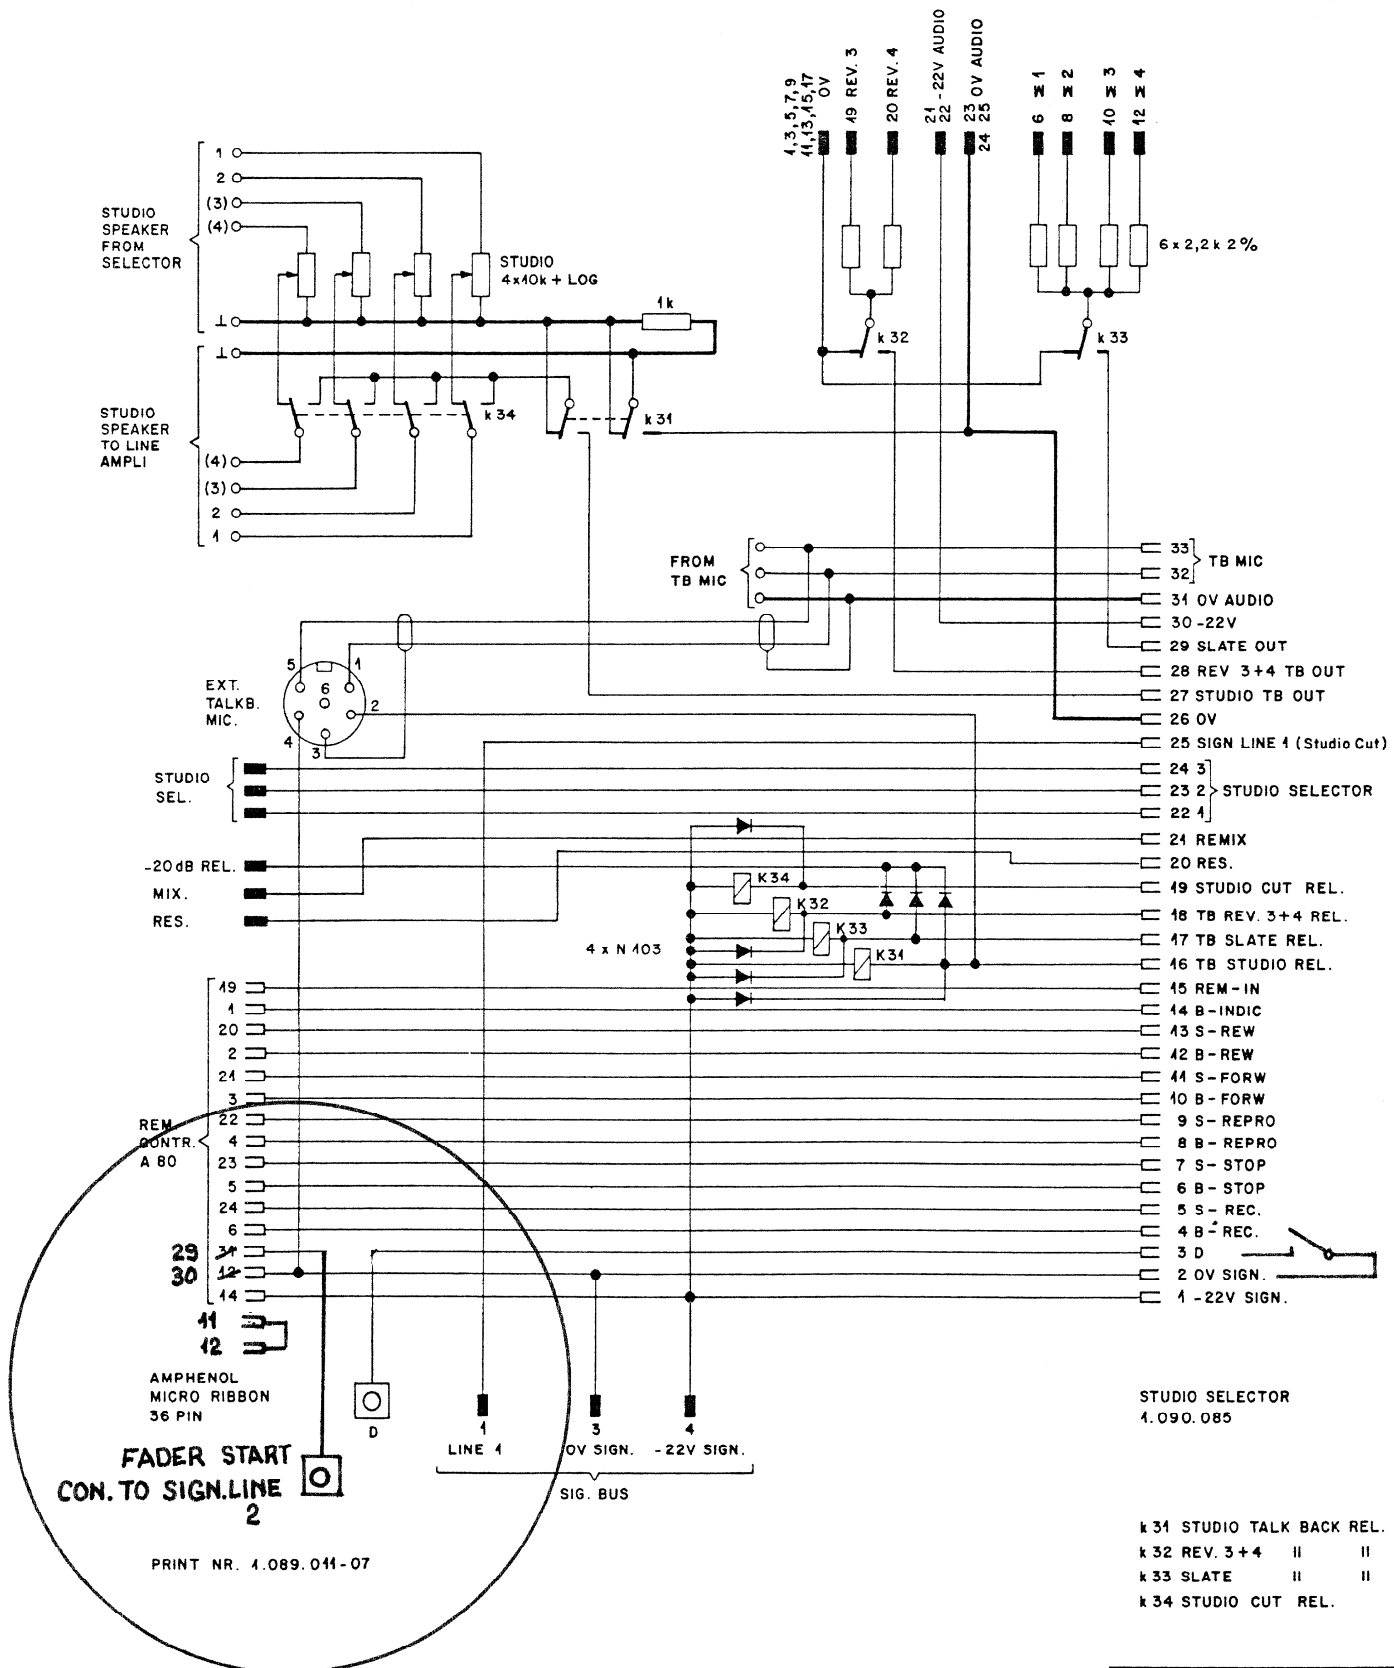 1,3,5,7,9
11,13,15,17
0V
19 REV. 3
20 REV. 4
21 -22V AUDIO
22
23 0V AUDIO
24 25
6 ж 1
8 ж 2
10 ж 3
12 ж 4
6 x 2,2 k 2%
k 32
k 33
STUDIO
SPEAKER
FROM
SELECTOR
1
2
(3)
(4)
⊥
STUDIO
4x10k + LOG
1k
⊥
STUDIO
SPEAKER
TO LINE
AMPLI
(4)
(3)
2
1
k 34
k 31
FROM
TB MIC
33
32
TB MIC
31 0V AUDIO
30 -22V
29 SLATE OUT
28 REV 3+4 TB OUT
27 STUDIO TB OUT
26 0V
25 SIGN LINE 1 (Studio Cut)
24 3
23 2
22 1
STUDIO SELECTOR
21 REMIX
20 RES.
19 STUDIO CUT REL.
18 TB REV. 3+4 REL.
17 TB SLATE REL.
16 TB STUDIO REL.
15 REM-IN
14 B-INDIC
13 S-REW
12 B-REW
11 S-FORW
10 B-FORW
9 S-REPRO
8 B-REPRO
7 S-STOP
6 B-STOP
5 S-REC.
4 B-REC.
3 D
2 0V SIGN.
1 -22V SIGN.
EXT.
TALKB.
MIC.
5
1
6
2
4
3
STUDIO
SEL.
-20dB REL.
MIX.
RES.
K34
K32
K33
K31
4 x N 103
REM
CONTR.
A 80
19
1
20
2
21
3
22
4
23
5
24
6
29 31
30 12
14
11
12
AMPHENOL
MICRO RIBBON
36 PIN
FADER START
CON. TO SIGN.LINE
2
D
1
LINE 1
3
0V SIGN.
4
-22V SIGN.
SIG. BUS
PRINT NR. 1.089.011-07
STUDIO SELECTOR
1.090.085
k 31 STUDIO TALK BACK REL.
k 32 REV. 3+4 II II
k 33 SLATE II II
k 34 STUDIO CUT REL.